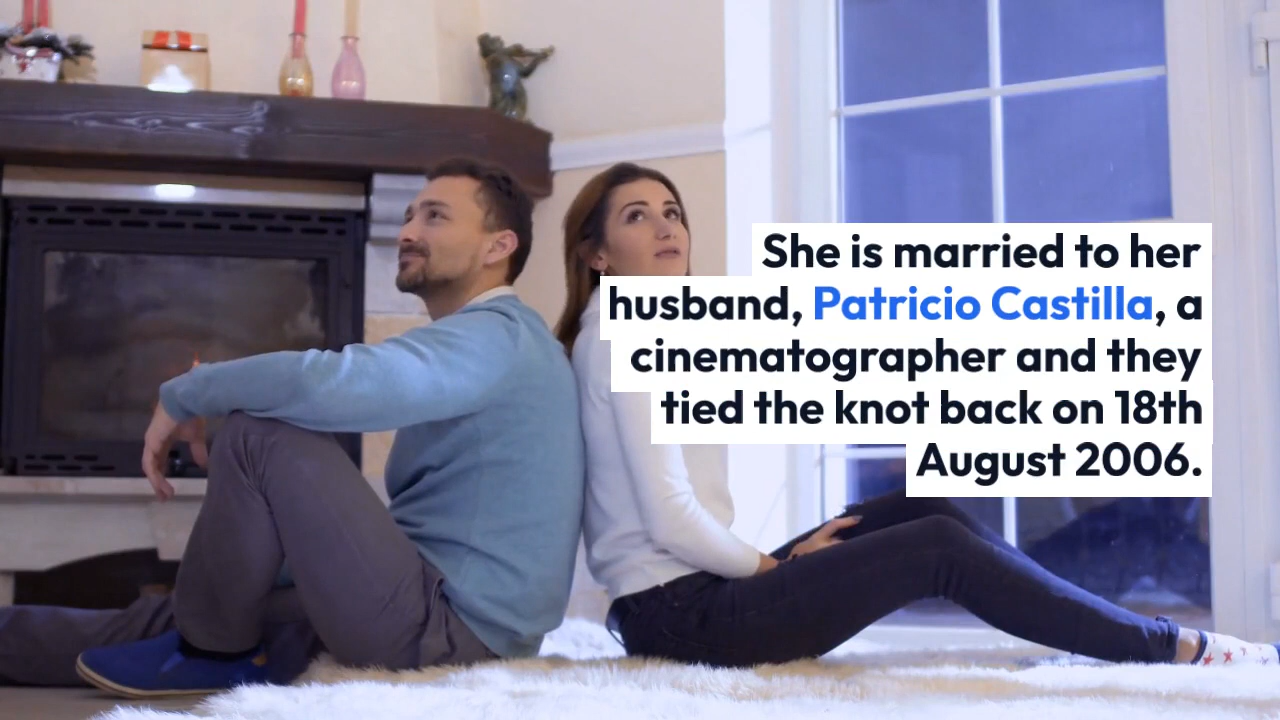 She is married to her
husband, Patricio Castilla, a
cinematographer and they
tied the knot back on 18th
August 2006.